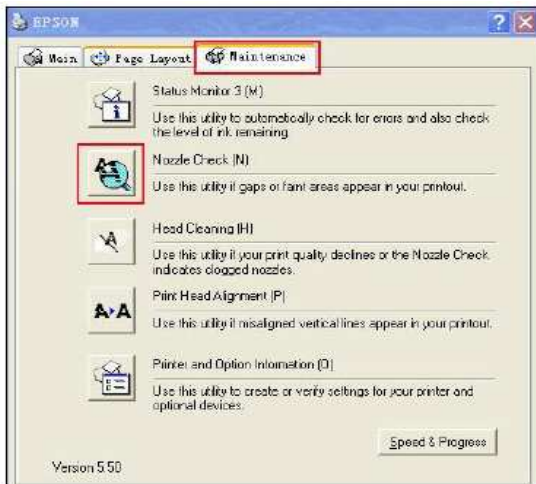 EPSON
Main Page Layout Maintenance
Status Monitor 3 (M)
Use this utility to automatically check for errors and also check
the level of ink remaining.
Nozzle Check (N)
Use this utility if gaps or faint areas appear in your printout.
Head Cleaning (H)
Use this utility if your print quality declines or the Nozzle Check
indicates clogged nozzles.
Print Head Alignment (P)
Use this utility if misaligned vertical lines appear in your printout.
Printer and Option Information (O)
Use this utility to create or verify settings for your printer and
optional devices.
Speed & Progress
Version 5.50